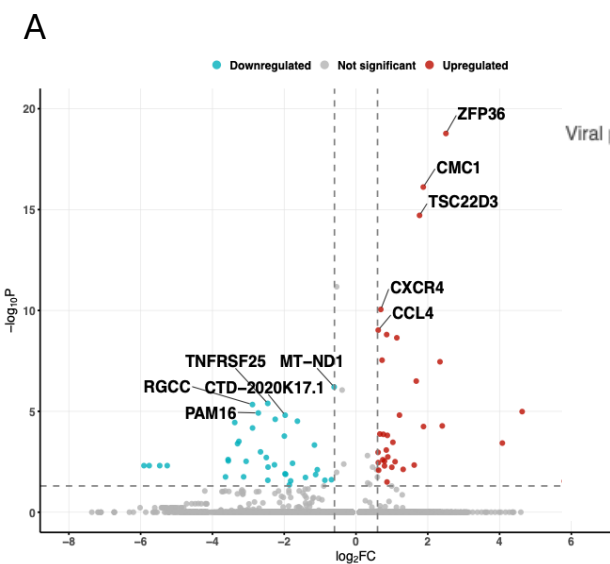 A
Downregulated Not significant Upregulated
ZFP36
Viral
CMC1
TSC22D3
CXCR4
CCL4
TNFRSF25 MT–ND1
RGCC CTD–2020K17.1
PAM16
20
15
10
5
0
–log10P
–8 –6 –4 –2 0 2 4 6
log2FC